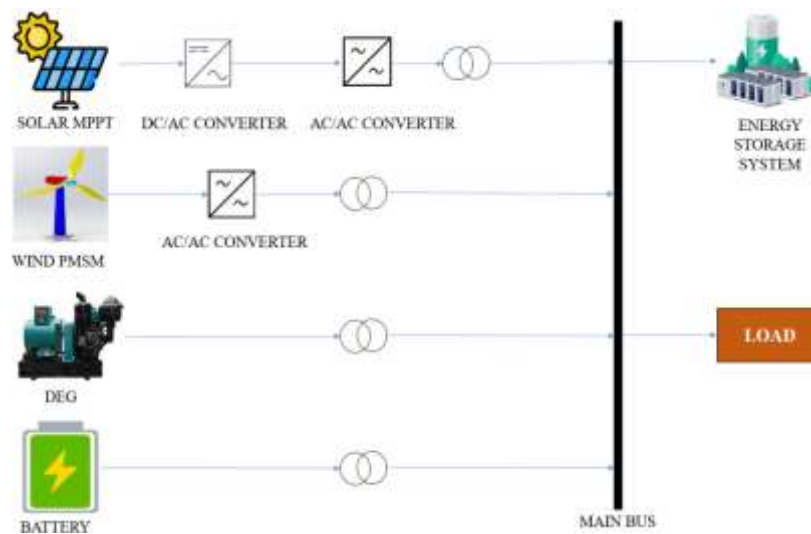 SOLAR MPPT
DC/AC CONVERTER
AC/AC CONVERTER
ENERGY
STORAGE
SYSTEM
AC/AC CONVERTER
WIND PMSM
LOAD
DEG
BATTERY
MAIN BUS